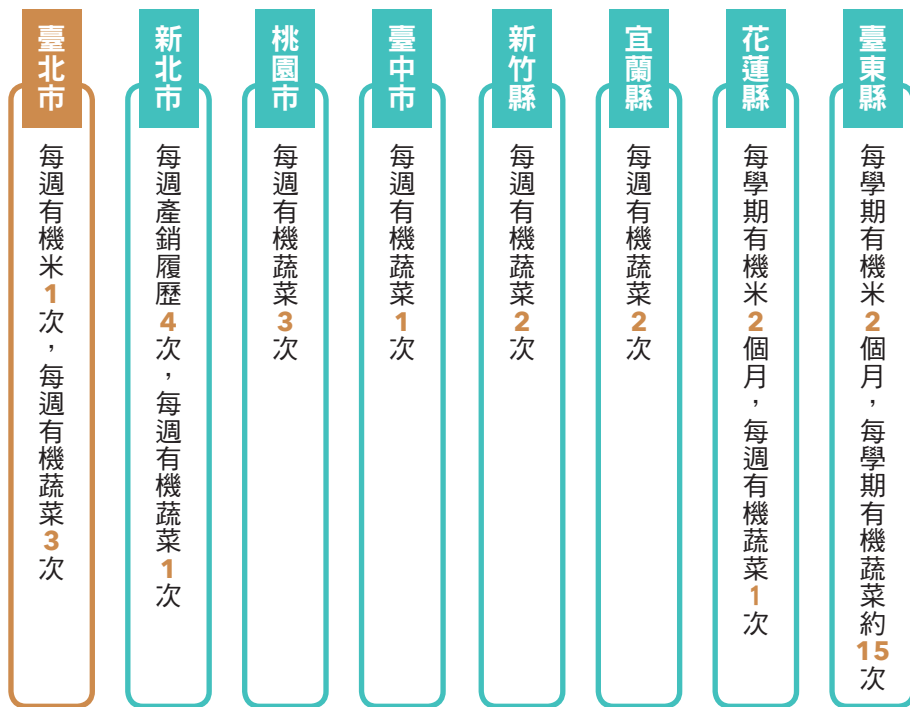 臺北市
每週有機米1次，每週有機蔬菜3次
新北市
每週產銷履歷4次，每週有機蔬菜1次
桃園市
每週有機蔬菜3次
臺中市
每週有機蔬菜1次
新竹縣
每週有機蔬菜2次
宜蘭縣
每週有機蔬菜2次
花蓮縣
每學期有機米2個月，每週有機蔬菜1次
臺東縣
每學期有機米2個月，每學期有機蔬菜約15次